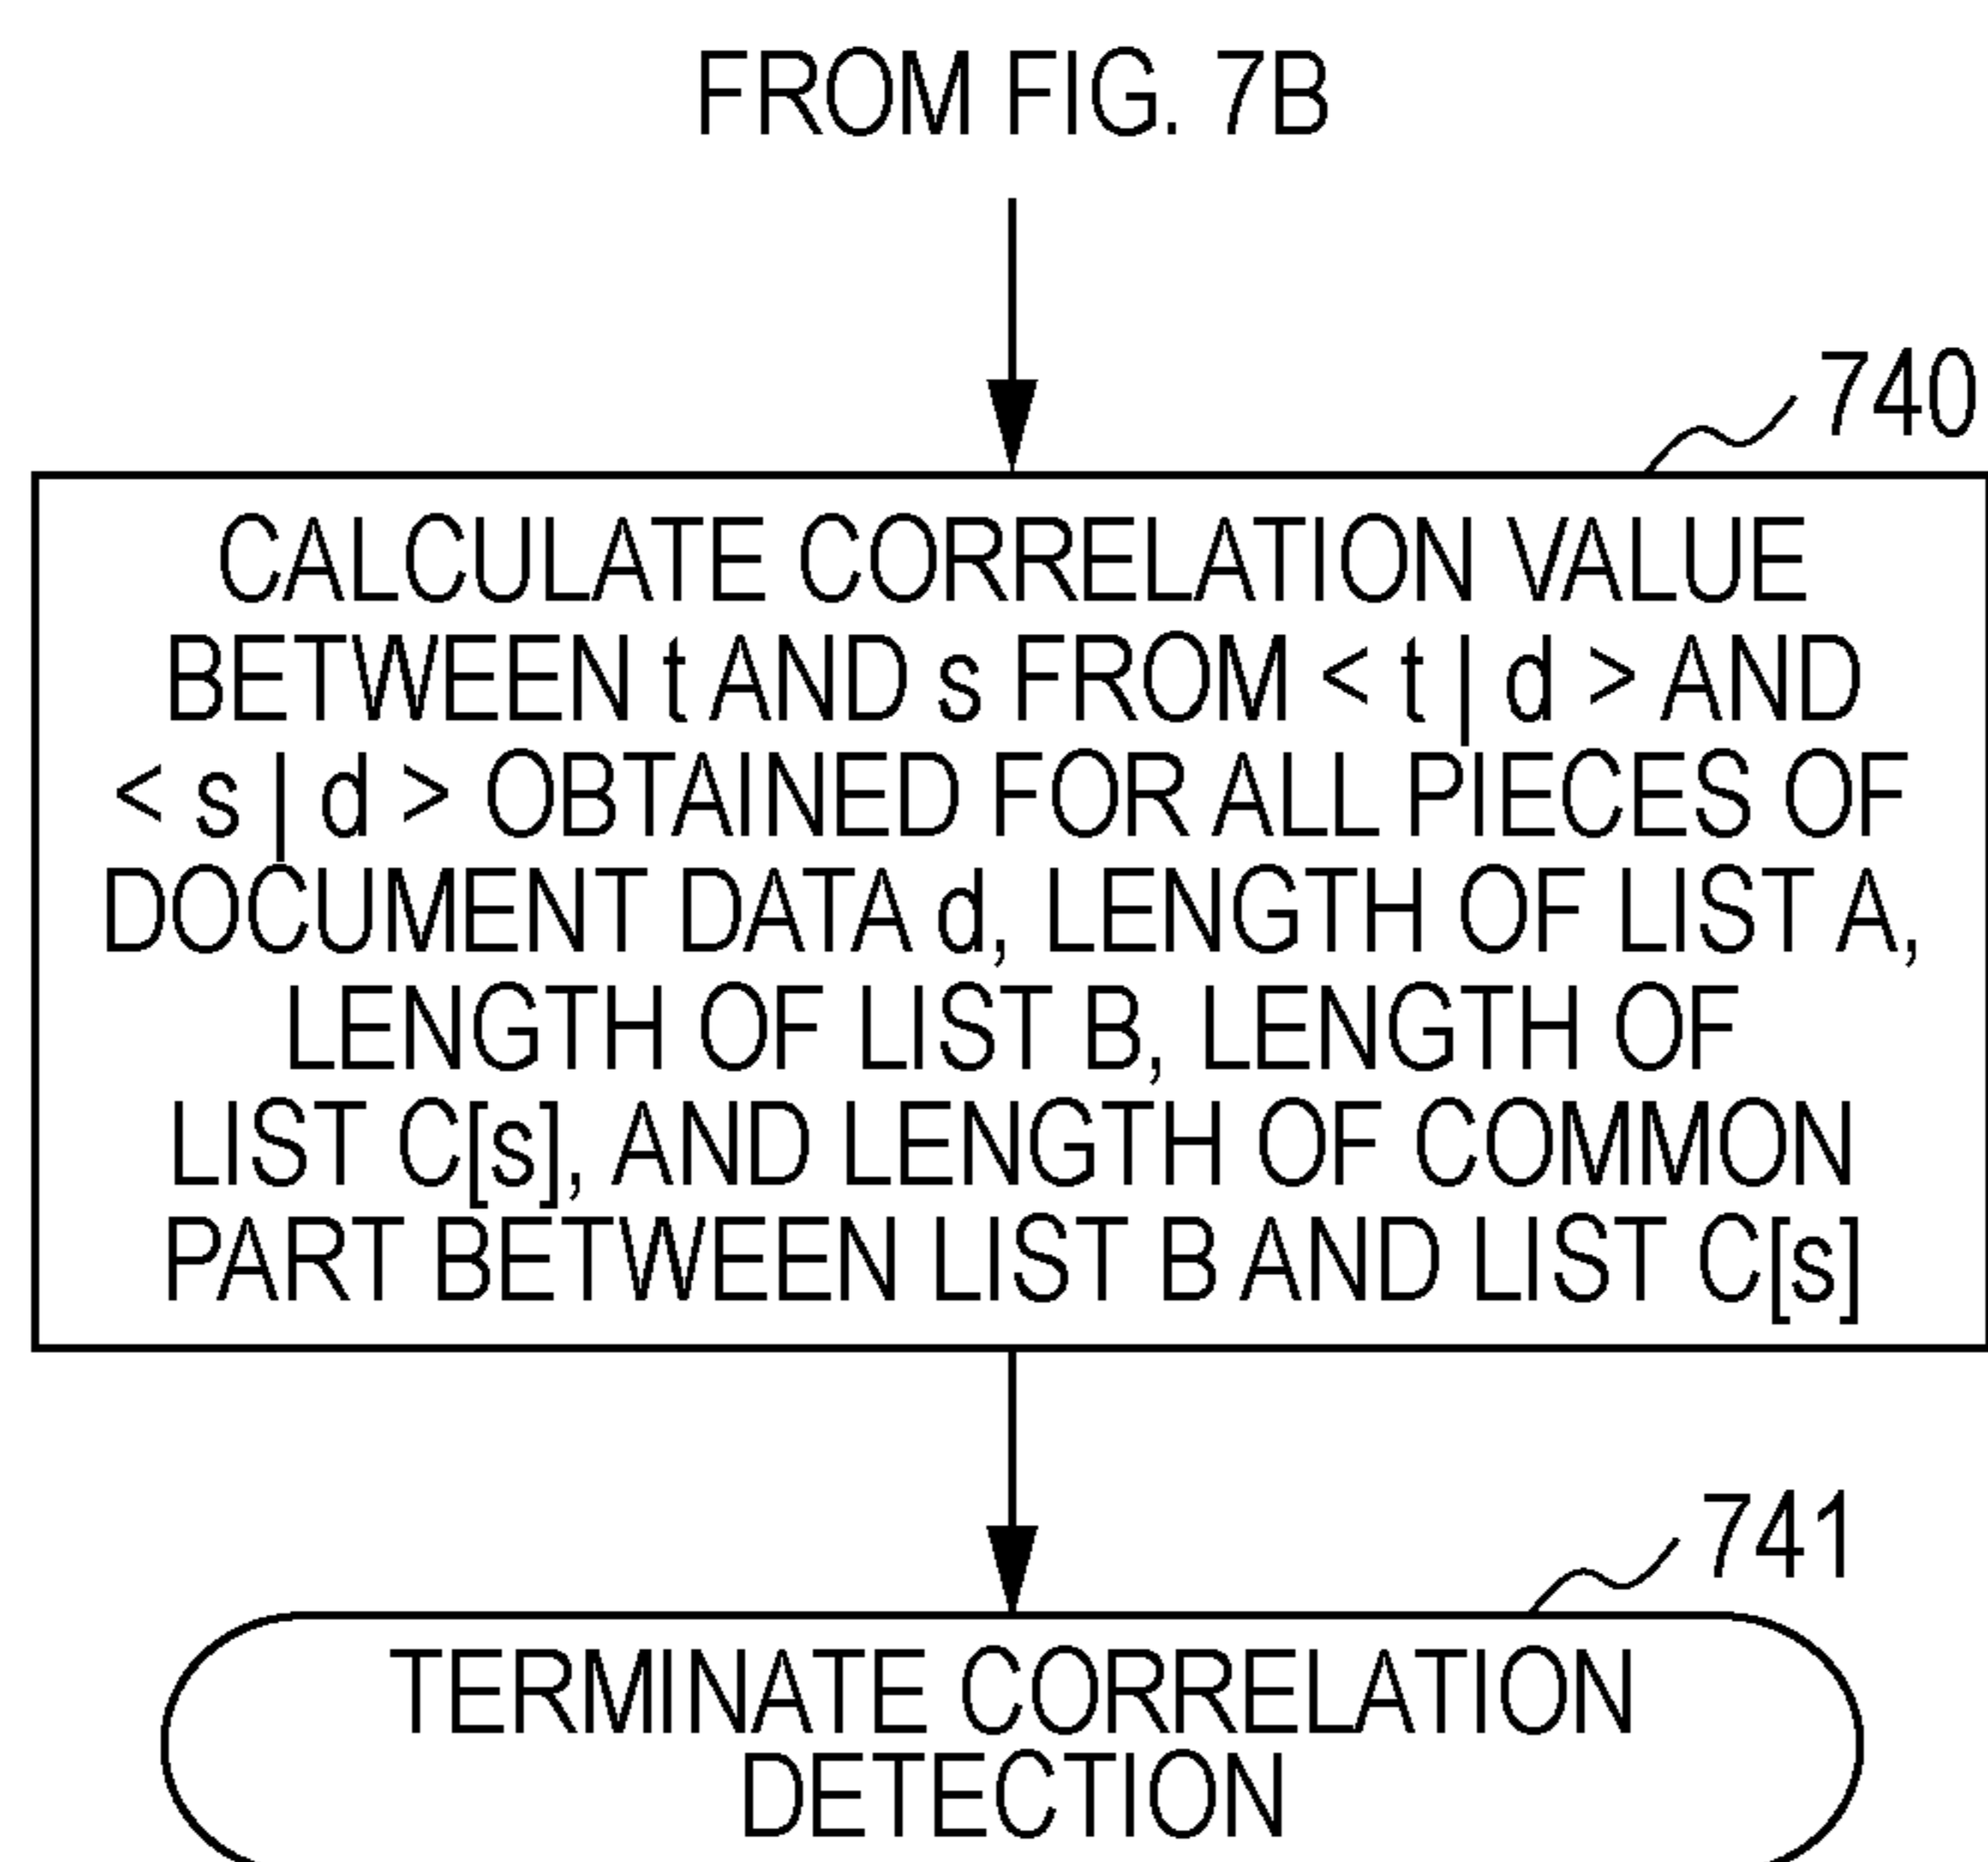 FROM FIG. 7B
740
CALCULATE CORRELATION VALUE
BETWEEN t AND s FROM < t | d > AND
< s | d > OBTAINED FOR ALL PIECES OF
DOCUMENT DATA d, LENGTH OF LIST A,
LENGTH OF LIST B, LENGTH OF
LIST C[s], AND LENGTH OF COMMON
PART BETWEEN LIST B AND LIST C[s]
741
TERMINATE CORRELATION
DETECTION